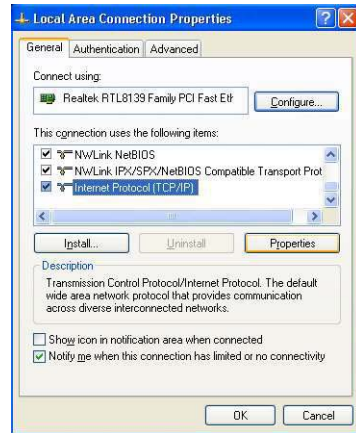 Local Area Connection Properties
General Authentication Advanced
Connect using:
Realtek RTL8139 Family PCI Fast Eth
Configure...
This connection uses the following items:
NWLink NetBIOS
NWLink IPX/SPX/NetBIOS Compatible Transport Prot
Internet Protocol (TCP/IP)
Install... Uninstall Properties
Description
Transmission Control Protocol/Internet Protocol. The default
wide area network protocol that provides communication
across diverse interconnected networks.
Show icon in notification area when connected
Notify me when this connection has limited or no connectivity
OK Cancel